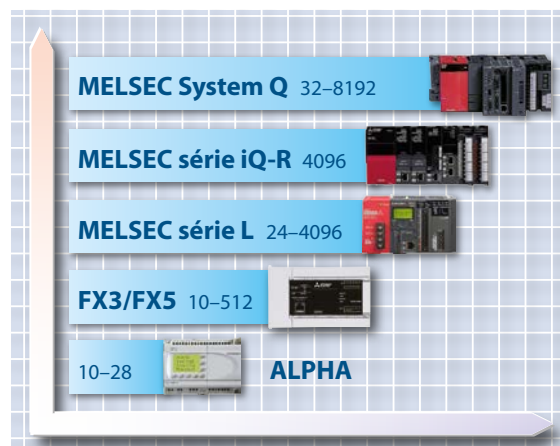 MELSEC System Q 32–8192
MELSEC série iQ-R 4096
MELSEC série L 24–4096
FX3/FX5 10–512
10–28 ALPHA